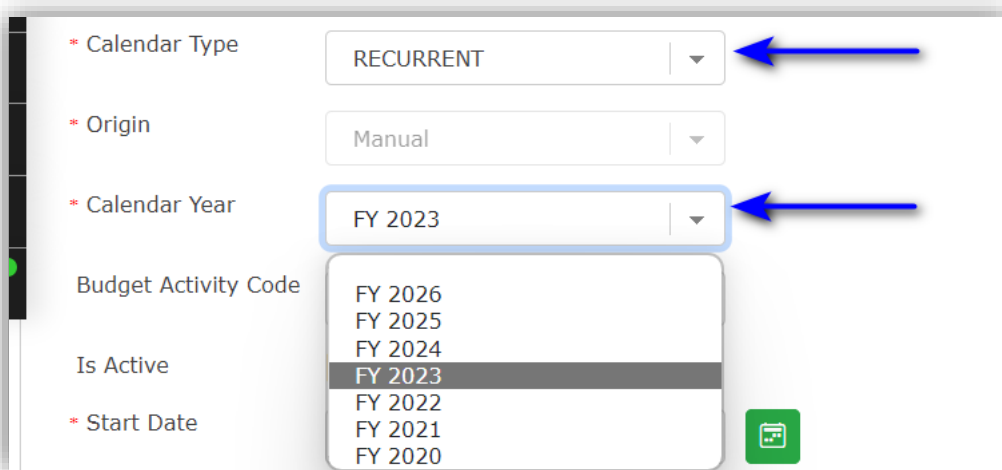 * Calendar Type
RECURRENT
* Origin
Manual
* Calendar Year
FY 2023
Budget Activity Code
FY 2026
FY 2025
FY 2024
Is Active
FY 2023
FY 2022
* Start Date
FY 2021
FY 2020